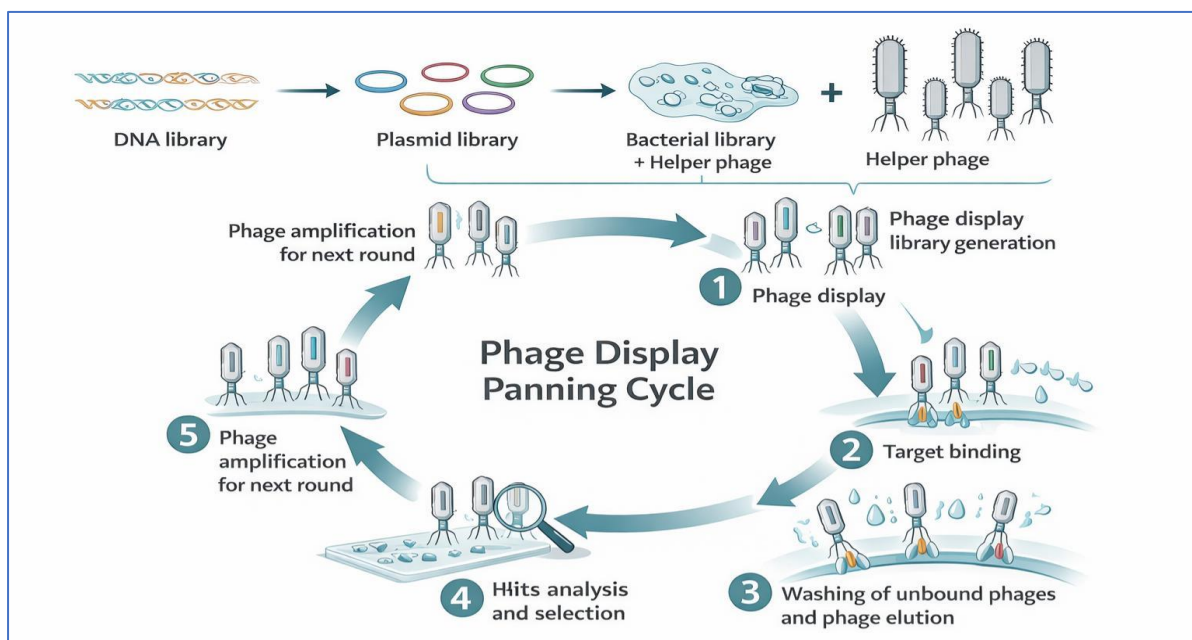 DNA library
Plasmid library
Bacterial library
+ Helper phage
+
Helper phage
Phage amplification
for next round
Phage display
library generation
1 Phage display
Phage Display
Panning Cycle
2 Target binding
3 Washing of unbound phages
and phage elution
4 Hits analysis
and selection
5 Phage
amplification
for next round